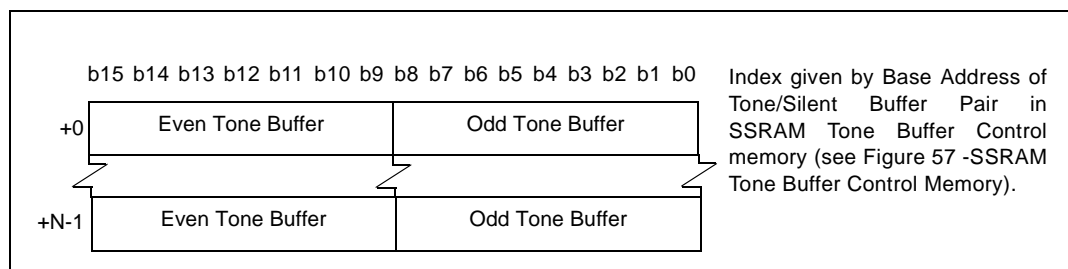 b15 b14 b13 b12 b11 b10 b9 b8 b7 b6 b5 b4 b3 b2 b1 b0
+0 Even Tone Buffer Odd Tone Buffer
+N-1 Even Tone Buffer Odd Tone Buffer
Index given by Base Address of
Tone/Silent Buffer Pair in
SSRAM Tone Buffer Control
memory (see Figure 57 -SSRAM
Tone Buffer Control Memory).